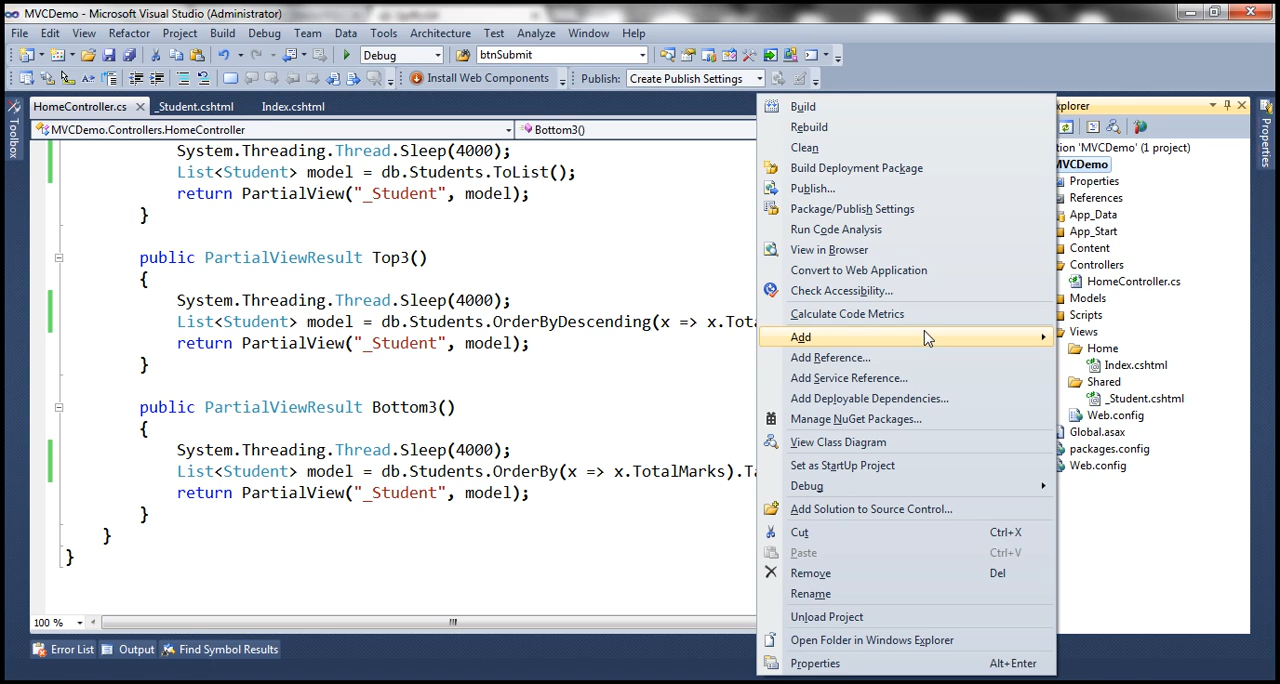 MVCDemo - Microsoft Visual Studio (Administrator)
File Edit View Refactor Project Build Debug Team Data Tools Architecture Test Analyze Window Help
Debug btnSubmit
Install Web Components Publish: Create Publish Settings
HomeController.cs _Student.cshtml Index.cshtml
MVCDemo.Controllers.HomeController Bottom3()
Toolbox
System.Threading.Thread.Sleep(4000);
List<Student> model = db.Students.ToList();
return PartialView("_Student", model);
}
public PartialViewResult Top3()
{
System.Threading.Thread.Sleep(4000);
List<Student> model = db.Students.OrderByDescending(x => x.Tota
return PartialView("_Student", model);
}
public PartialViewResult Bottom3()
{
System.Threading.Thread.Sleep(4000);
List<Student> model = db.Students.OrderBy(x => x.TotalMarks).Ta
return PartialView("_Student", model);
}
}
}
100 %
Error List Output Find Symbol Results
Build
Rebuild
Clean
Build Deployment Package
Publish...
Package/Publish Settings
Run Code Analysis
View in Browser
Convert to Web Application
Check Accessibility...
Calculate Code Metrics
Add
Add Reference...
Add Service Reference...
Add Deployable Dependencies...
Manage NuGet Packages...
View Class Diagram
Set as StartUp Project
Debug
Add Solution to Source Control...
Cut Ctrl+X
Paste Ctrl+V
Remove Del
Rename
Unload Project
Open Folder in Windows Explorer
Properties Alt+Enter
xplorer
tion 'MVCDemo' (1 project)
MVCDemo
Properties
References
App_Data
App_Start
Content
Controllers
HomeController.cs
Models
Scripts
Views
Home
Index.cshtml
Shared
_Student.cshtml
Web.config
Global.asax
packages.config
Web.config
Properties